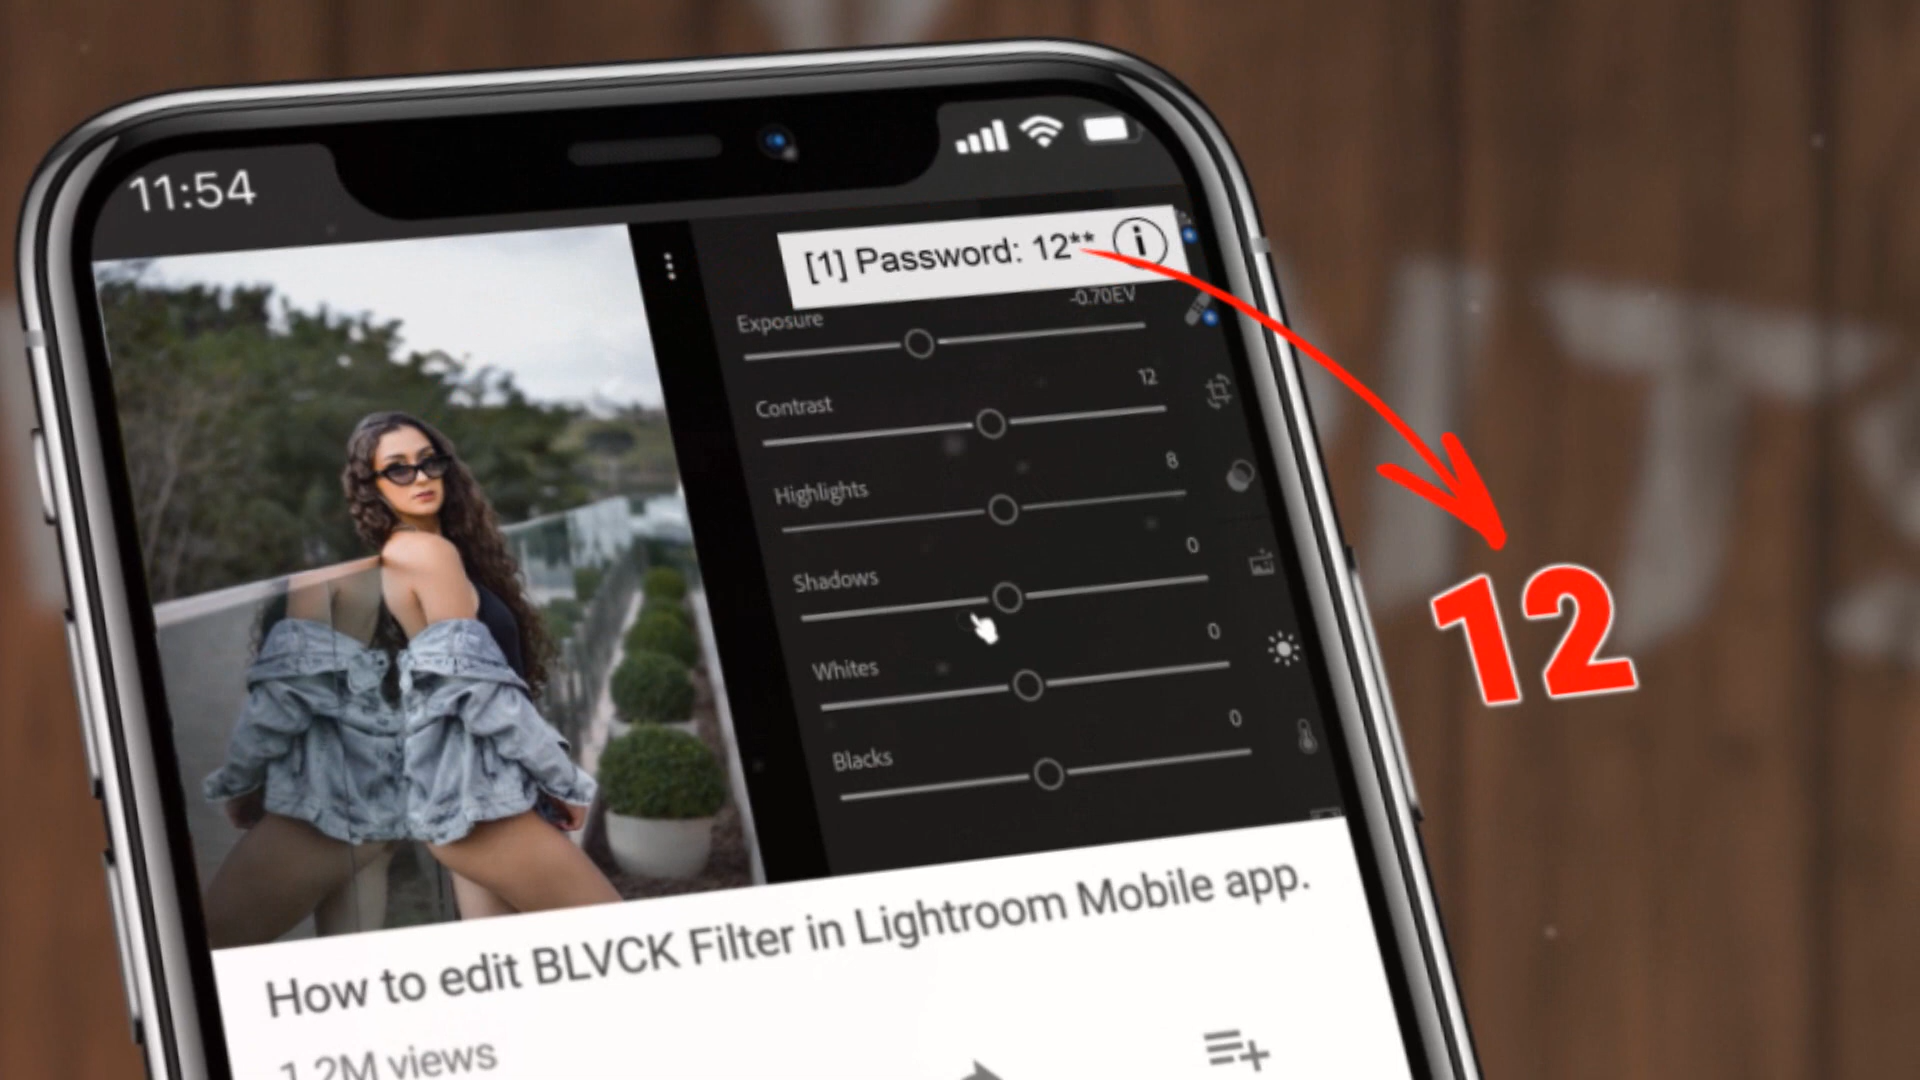 11:54
[1] Password: 12**
i
-0.70EV
Exposure
12
Contrast
8
Highlights
0
Shadows
0
Whites
0
Blacks
12
How to edit BLVCK Filter in Lightroom Mobile app.
1.2M views